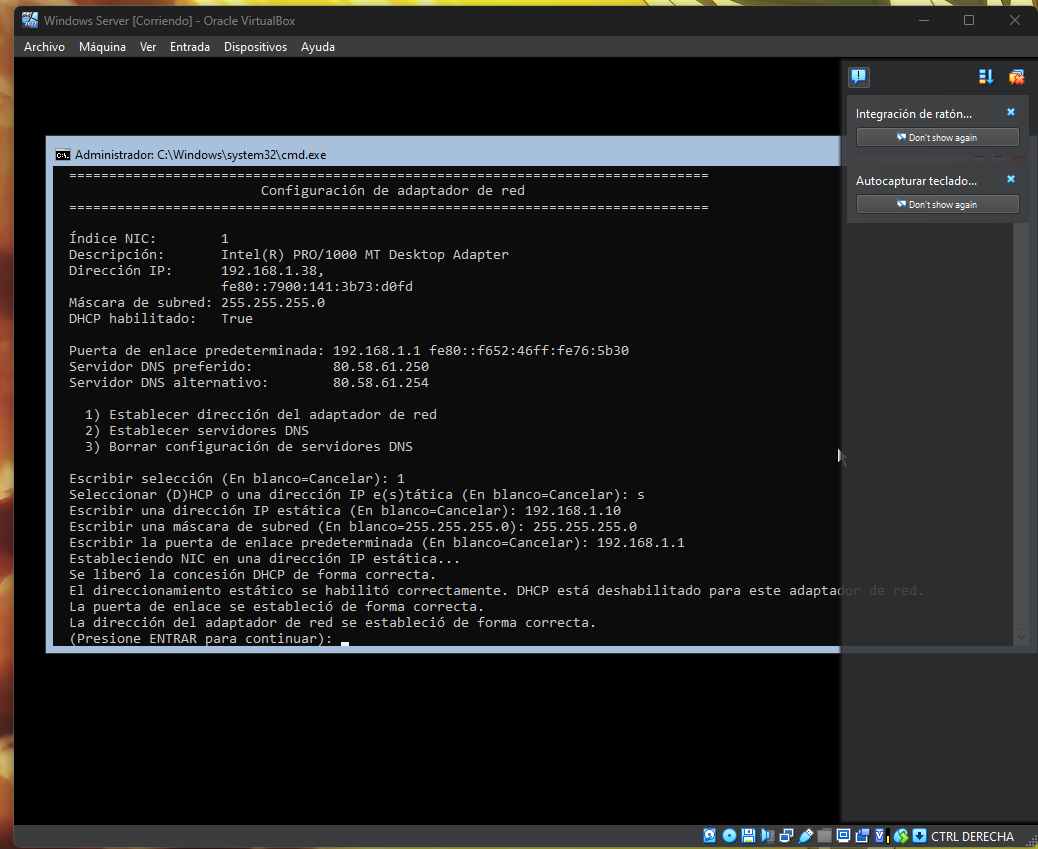 Windows Server [Corriendo] - Oracle VirtualBox
Archivo Máquina Ver Entrada Dispositivos Ayuda
Integración de ratón...
Don't show again
Autocapturar teclado...
Don't show again
Administrador: C:\Windows\system32\cmd.exe
================================================================================
Configuración de adaptador de red
================================================================================
Índice NIC: 1
Descripción: Intel(R) PRO/1000 MT Desktop Adapter
Dirección IP: 192.168.1.38,
fe80::7900:141:3b73:d0fd
Máscara de subred: 255.255.255.0
DHCP habilitado: True
Puerta de enlace predeterminada: 192.168.1.1 fe80::f652:46ff:fe76:5b30
Servidor DNS preferido: 80.58.61.250
Servidor DNS alternativo: 80.58.61.254
1) Establecer dirección del adaptador de red
2) Establecer servidores DNS
3) Borrar configuración de servidores DNS
Escribir selección (En blanco=Cancelar): 1
Seleccionar (D)HCP o una dirección IP e(s)tática (En blanco=Cancelar): s
Escribir una dirección IP estática (En blanco=Cancelar): 192.168.1.10
Escribir una máscara de subred (En blanco=255.255.255.0): 255.255.255.0
Escribir la puerta de enlace predeterminada (En blanco=Cancelar): 192.168.1.1
Estableciendo NIC en una dirección IP estática...
Se liberó la concesión DHCP de forma correcta.
El direccionamiento estático se habilitó correctamente. DHCP está deshabilitado para este adaptador de red.
La puerta de enlace se estableció de forma correcta.
La dirección del adaptador de red se estableció de forma correcta.
(Presione ENTRAR para continuar):
CTRL DERECHA